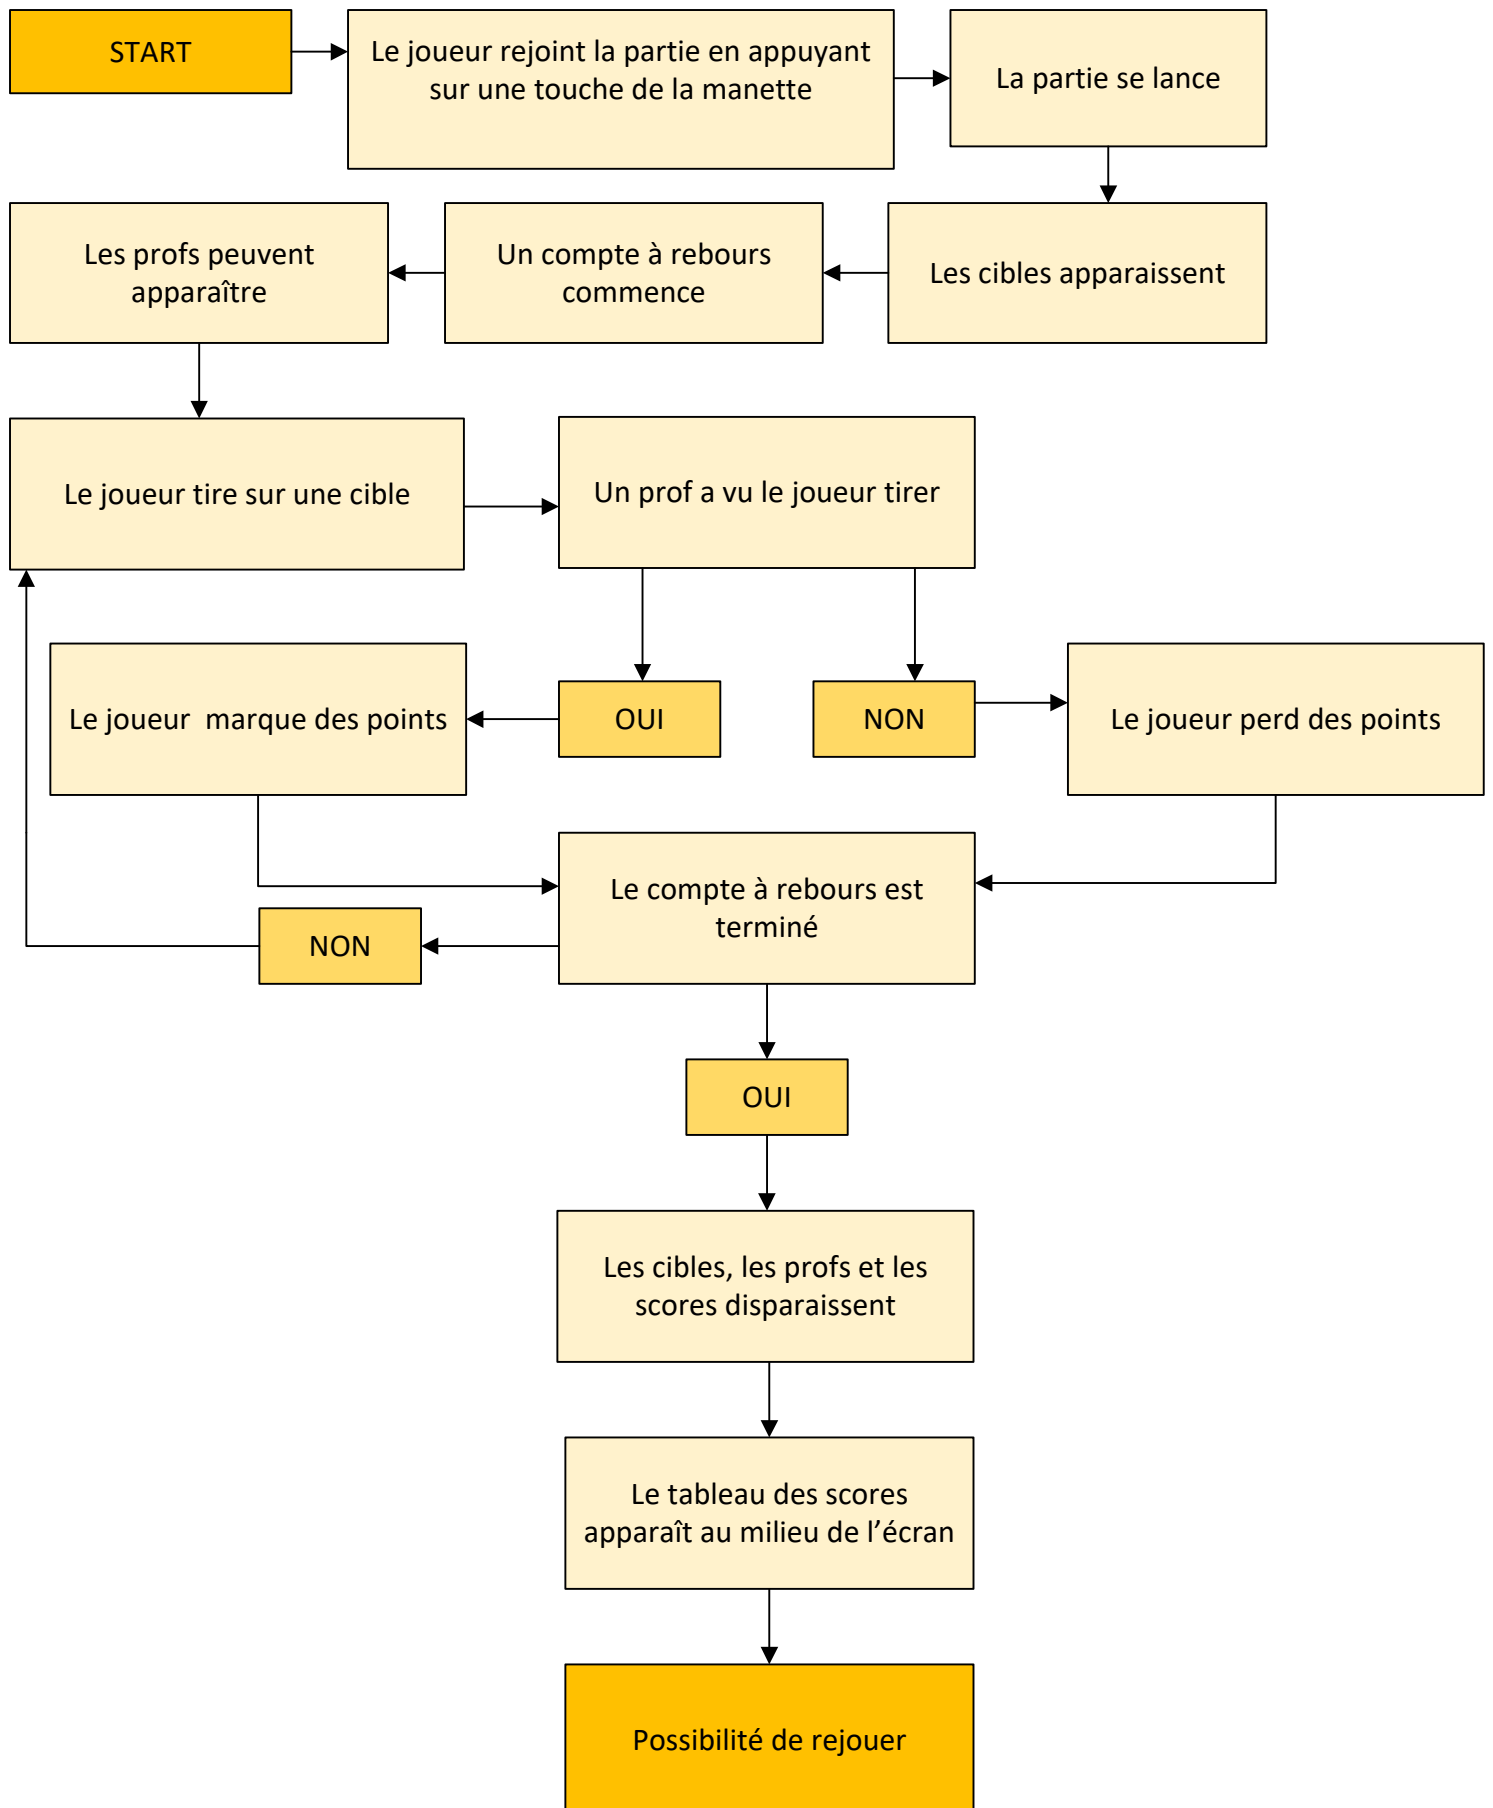 START
Le joueur rejoint la partie en appuyant
sur une touche de la manette
La partie se lance
Les cibles apparaissent
Un compte à rebours
commence
Les profs peuvent
apparaître
Le joueur tire sur une cible
Un prof a vu le joueur tirer
OUI
NON
Le joueur  marque des points
Le joueur perd des points
Le compte à rebours est
terminé
NON
OUI
Les cibles, les profs et les
scores disparaissent
Le tableau des scores
apparaît au milieu de l’écran
Possibilité de rejouer